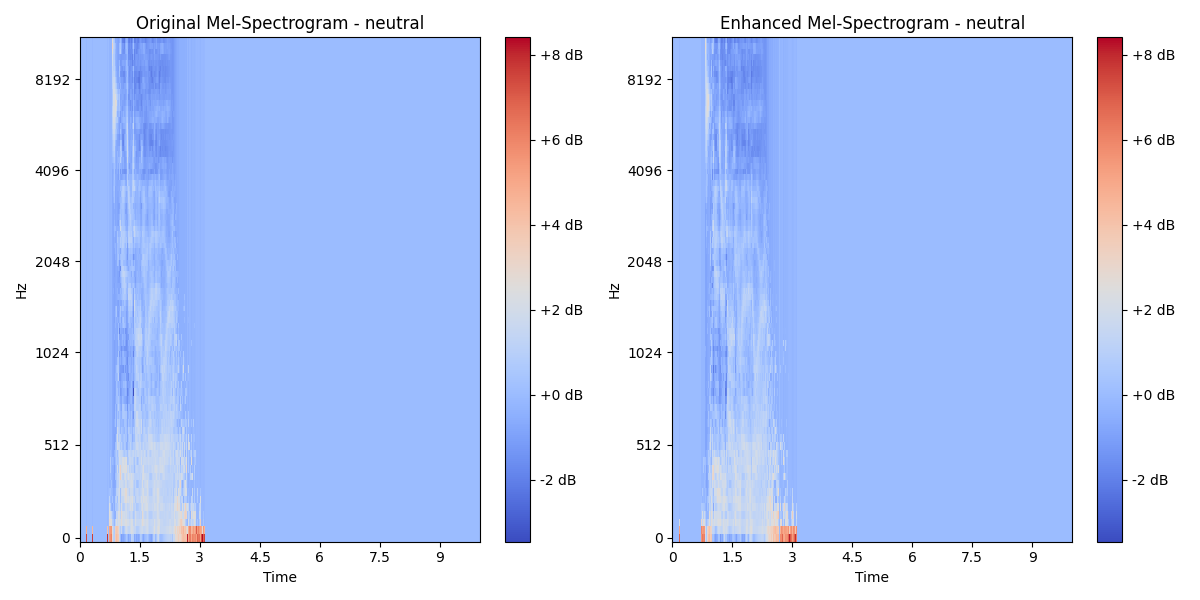 Original Mel-Spectrogram - neutral
Hz
8192
4096
2048
1024
512
0
0 1.5 3 4.5 6 7.5 9
Time
+8 dB
+6 dB
+4 dB
+2 dB
+0 dB
-2 dB
Enhanced Mel-Spectrogram - neutral
Hz
8192
4096
2048
1024
512
0
0 1.5 3 4.5 6 7.5 9
Time
+8 dB
+6 dB
+4 dB
+2 dB
+0 dB
-2 dB